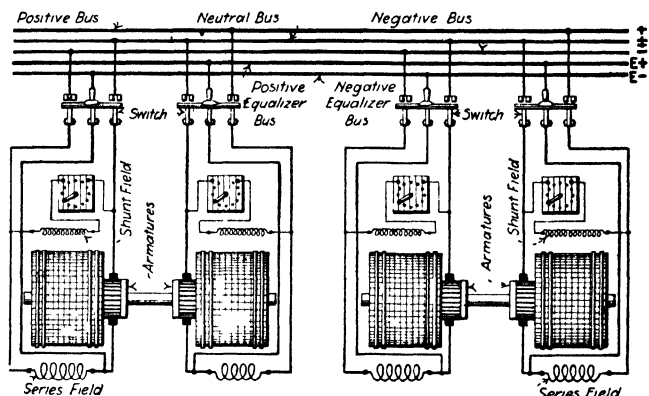 Positive Bus
Neutral Bus
Negative Bus
+
E+
E-
Positive
Equalizer
Bus
Negative
Equalizer
Bus
Switch
Switch
Shunt Field
Armatures
Armatures
Shunt Field
Series Field
Series Field